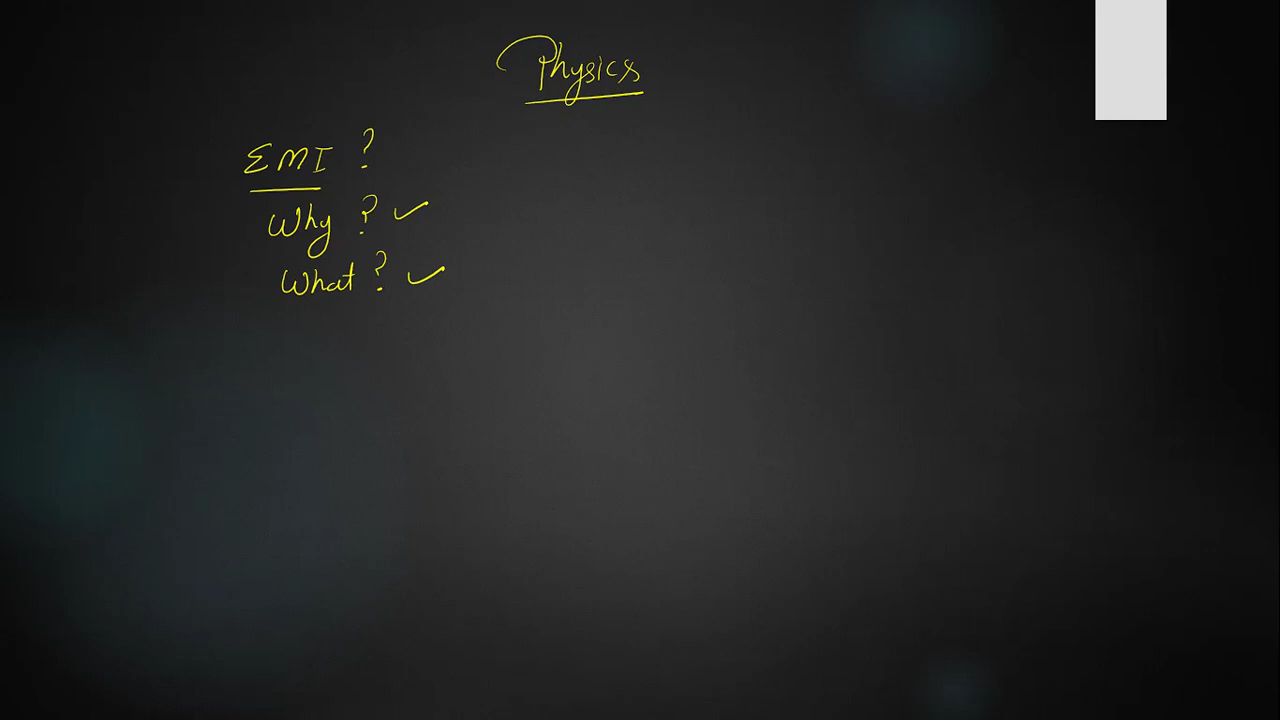 Physics
EMI ?
Why ? ✓
What ? ✓